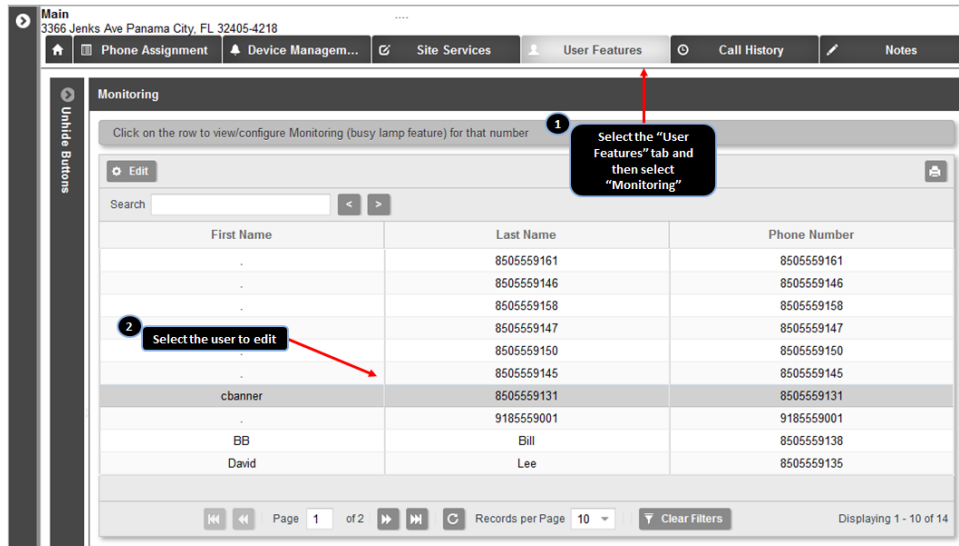 Main
3366 Jenks Ave Panama City, FL 32405-4218
....
Phone Assignment Device Managem... Site Services User Features Call History Notes
Unhide Buttons
Monitoring
Click on the row to view/configure Monitoring (busy lamp feature) for that number
1
Select the “User
Features” tab and
then select
“Monitoring”
Edit
Search < >
First Name Last Name Phone Number
. 8505559161 8505559161
. 8505559146 8505559146
. 8505559158 8505559158
. 8505559147 8505559147
2
Select the user to edit
. 8505559150 8505559150
. 8505559145 8505559145
cbanner 8505559131 8505559131
. 9185559001 9185559001
BB Bill 8505559138
David Lee 8505559135
Page 1 of 2 Records per Page 10 Clear Filters Displaying 1 - 10 of 14